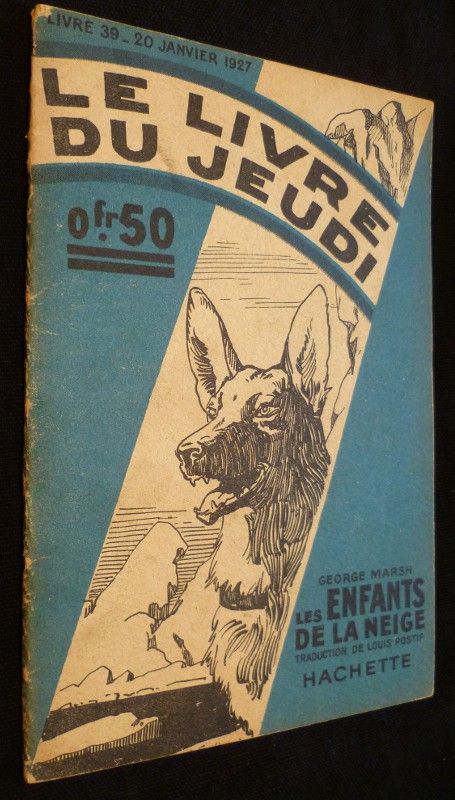 LIVRE 39 - 20 JANVIER 1927
LE LIVRE
DU JEUDI
0fr.50
GEORGE MARSH
LES ENFANTS
DE LA NEIGE
TRADUCTION DE LOUIS POSTIF
HACHETTE